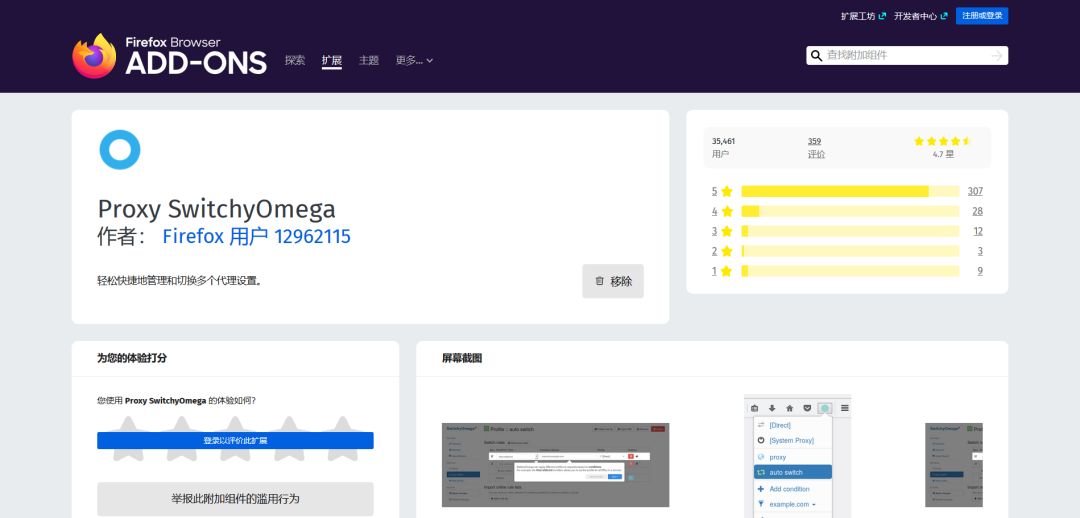 扩展工坊 开发者中心 注册或登录
Firefox Browser
ADD-ONS
探索 扩展 主题 更多...
查找附加组件
Proxy SwitchyOmega
作者： Firefox 用户 12962115
轻松快捷地管理和切换多个代理设置。
移除
35,461 359
用户 评价 4.7 星
5 307
4 28
3 12
2 3
1 9
为您的体验打分
您使用 Proxy SwitchyOmega 的体验如何？
登录以评价此扩展
举报此附加组件的滥用行为
屏幕截图
SwitchyOmega
Profile :: auto switch
Switch rules
[Direct]
[System Proxy]
proxy
auto switch
Add condition
example.com
SwitchyOmega